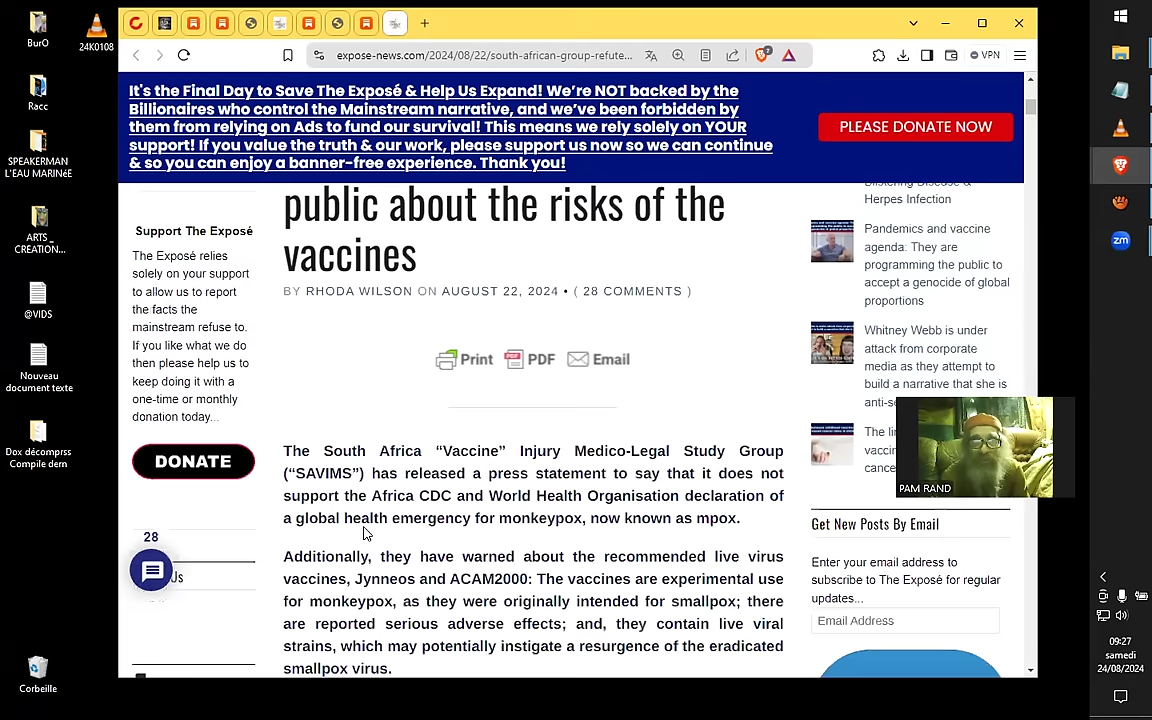 BurO
24K0108
Racc
SPEAKERMAN
L'EAU MARINéE
ARTS _
CREATION...
@VIDS
Nouveau
document texte
Dox décomprss
Compile dern
Corbeille
expose-news.com/2024/08/22/south-african-group-refute...
VPN
It's the Final Day to Save The Exposé & Help Us Expand! We're NOT backed by the
Billionaires who control the Mainstream narrative, and we've been forbidden by
them from relying on Ads to fund our survival! This means we rely solely on YOUR
support! If you value the truth & our work, please support us now so we can continue
& so you can enjoy a banner-free experience. Thank you!
PLEASE DONATE NOW
Support The Exposé
The Exposé relies
solely on your support
to allow us to report
the facts the
mainstream refuse to.
If you like what we do
then please help us to
keep doing it with a
one-time or monthly
donation today...
DONATE
28
Us
public about the risks of the
vaccines
BY RHODA WILSON ON AUGUST 22, 2024 • ( 28 COMMENTS )
Print PDF Email
The South Africa “Vaccine” Injury Medico-Legal Study Group
(“SAVIMS”) has released a press statement to say that it does not
support the Africa CDC and World Health Organisation declaration of
a global health emergency for monkeypox, now known as mpox.
Additionally, they have warned about the recommended live virus
vaccines, Jynneos and ACAM2000: The vaccines are experimental use
for monkeypox, as they were originally intended for smallpox; there
are reported serious adverse effects; and, they contain live viral
strains, which may potentially instigate a resurgence of the eradicated
smallpox virus.
Blistering Disease &
Herpes Infection
Pandemics and vaccine
agenda: They are
programming the public to
accept a genocide of global
proportions
Whitney Webb is under
attack from corporate
media as they attempt to
build a narrative that she is
The
PAM RAND
Get New Posts By Email
Enter your email address to
subscribe to The Exposé for regular
updates...
Email Address
zm
09:27
samedi
24/08/2024